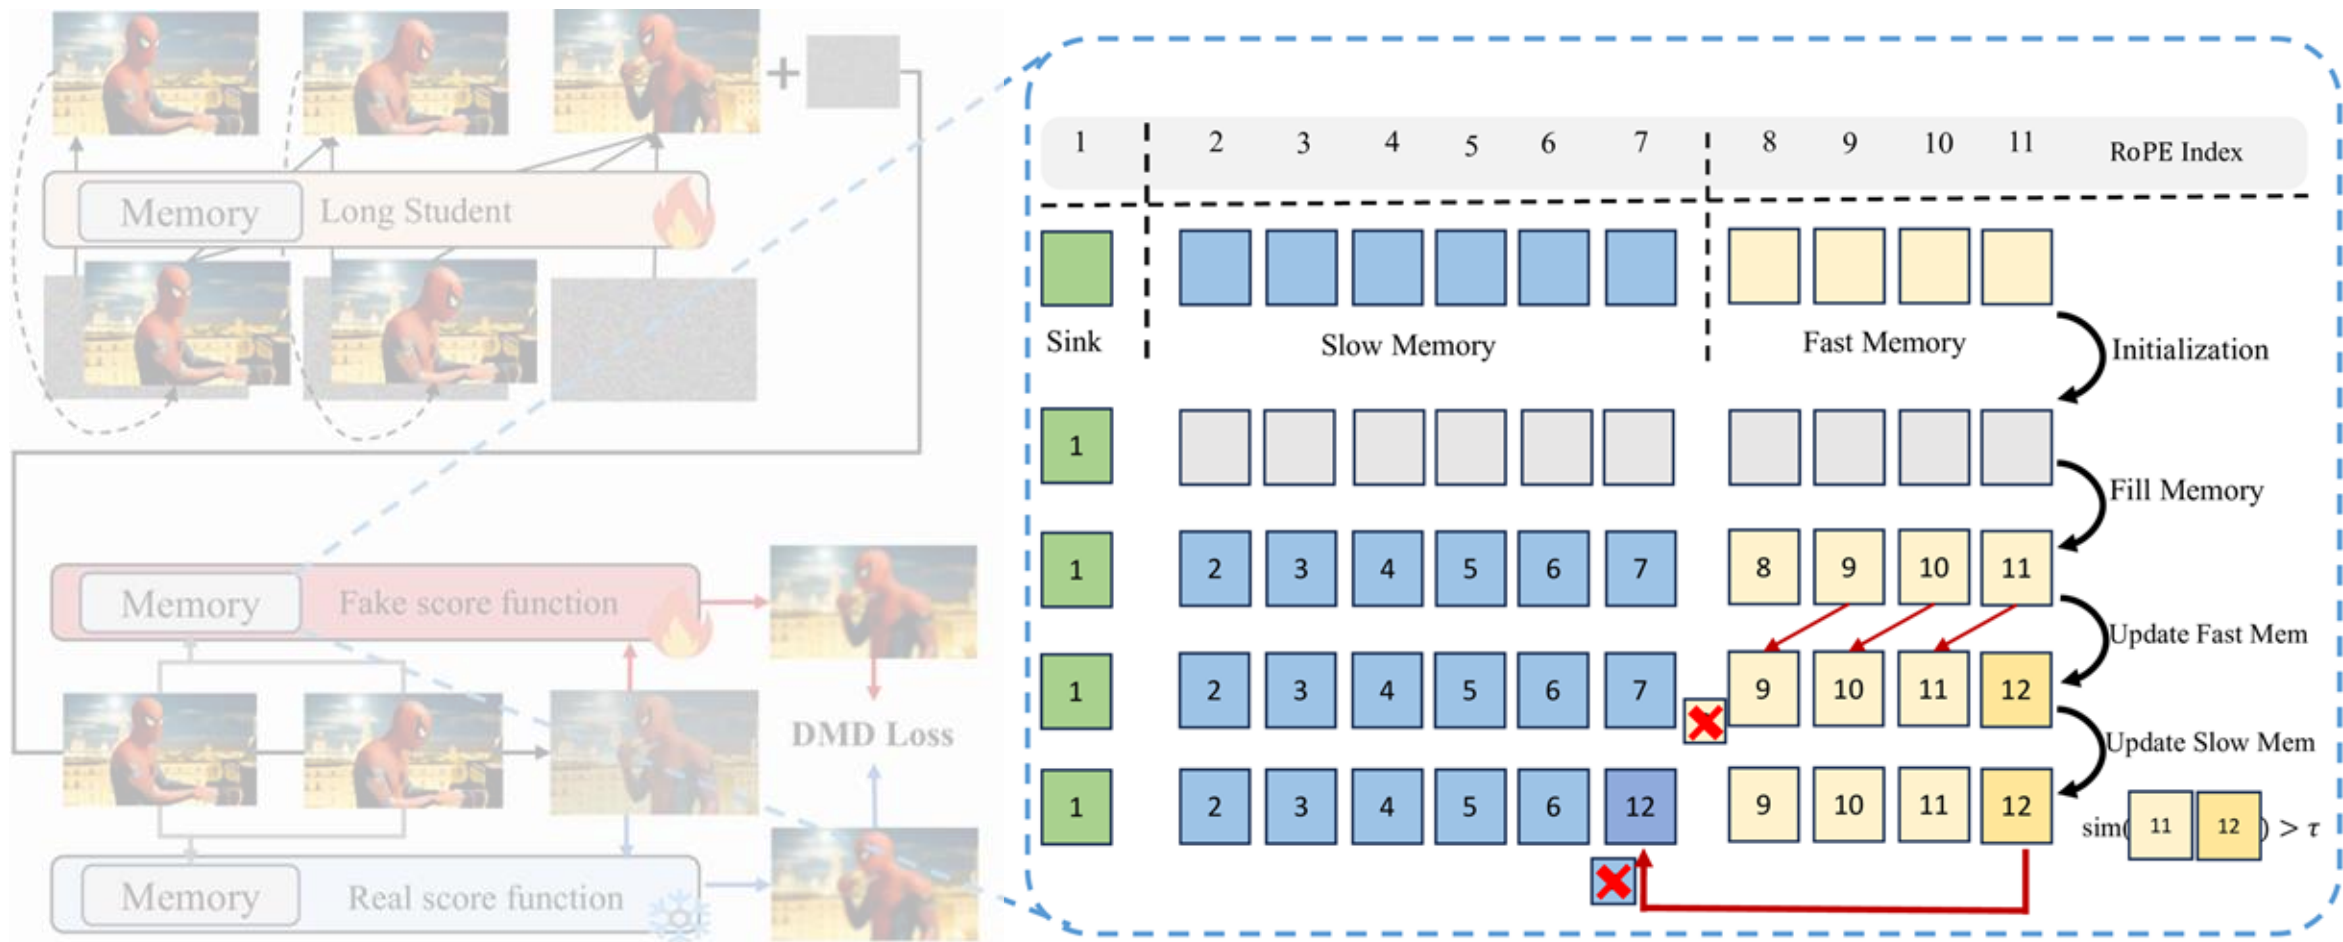 +
Memory Long Student
Memory Fake score function
DMD Loss
Memory Real score function
1 2 3 4 5 6 7 8 9 10 11 RoPE Index
Sink Slow Memory Fast Memory
Initialization
1
Fill Memory
1 2 3 4 5 6 7 8 9 10 11
Update Fast Mem
1 2 3 4 5 6 7 9 10 11 12
Update Slow Mem
1 2 3 4 5 6 12 9 10 11 12
sim( 11 12 ) > τ